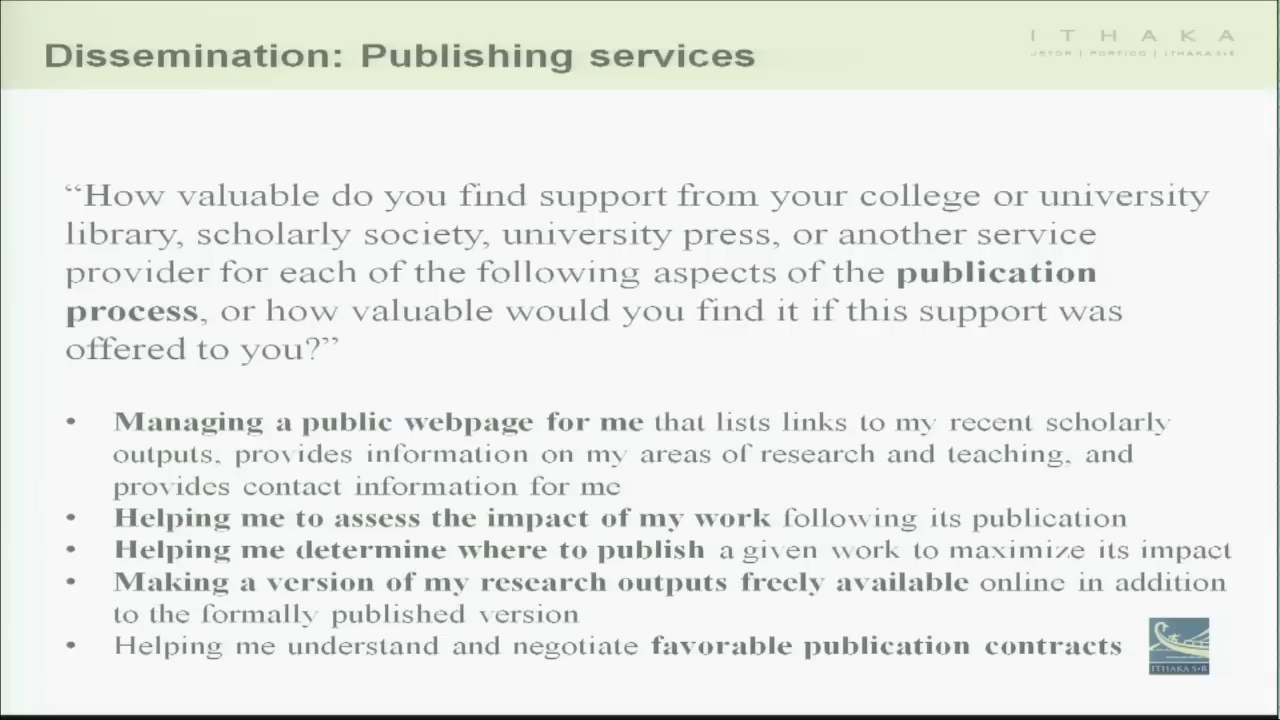 Dissemination: Publishing services
ITHAKA
JSTOR | PORTICO | ITHAKA S+R
“How valuable do you find support from your college or university
library, scholarly society, university press, or another service
provider for each of the following aspects of the publication
process, or how valuable would you find it if this support was
offered to you?”
• Managing a public webpage for me that lists links to my recent scholarly
outputs, provides information on my areas of research and teaching, and
provides contact information for me
• Helping me to assess the impact of my work following its publication
• Helping me determine where to publish a given work to maximize its impact
• Making a version of my research outputs freely available online in addition
to the formally published version
• Helping me understand and negotiate favorable publication contracts
ITHAKA S+R